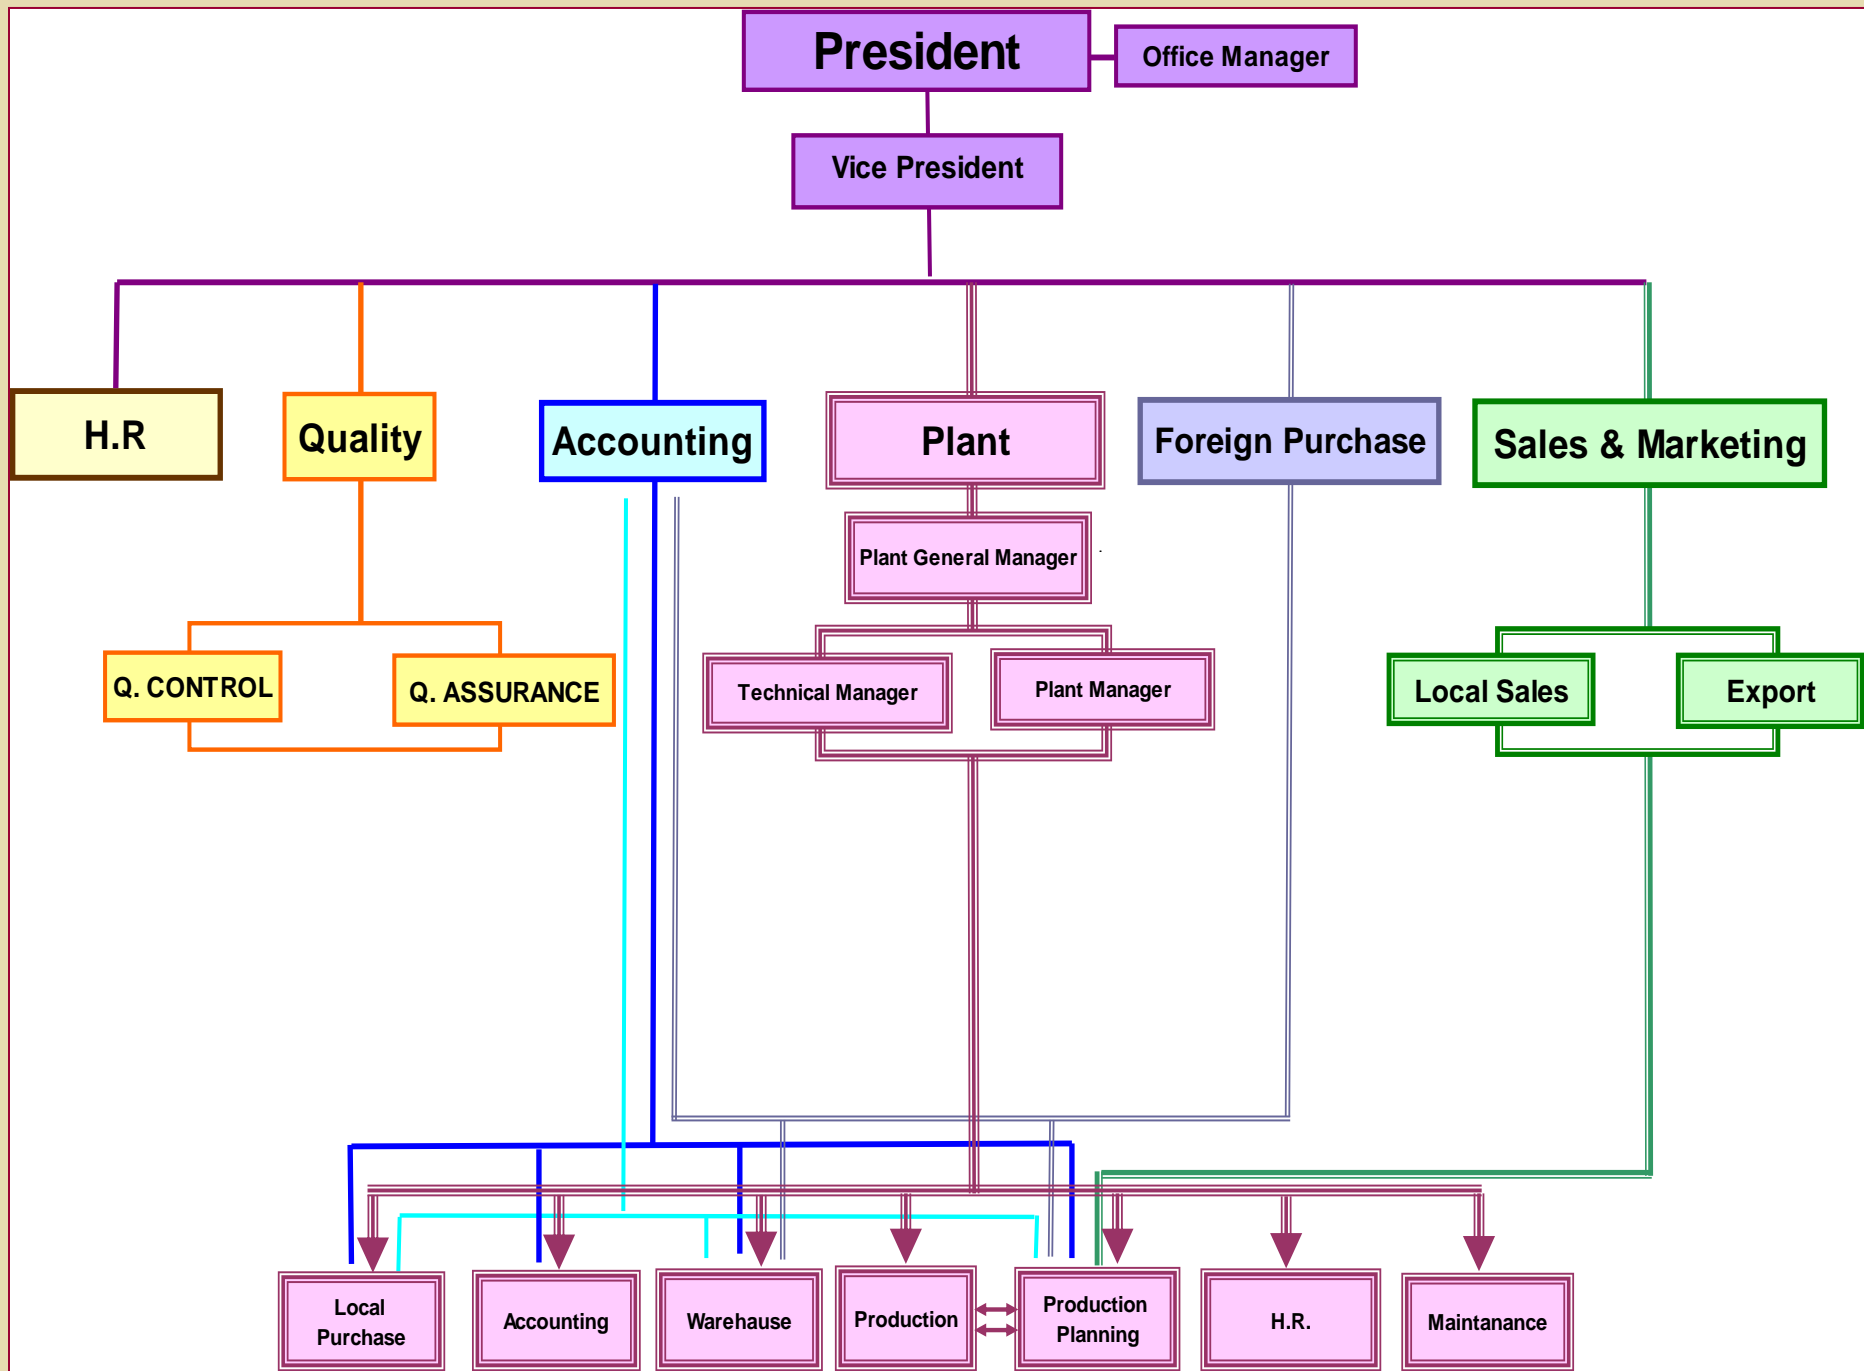 President
Office Manager
Vice President
H.R
Quality
Accounting
Plant
Foreign Purchase
Sales & Marketing
Plant General Manager
.
Q. CONTROL
Q. ASSURANCE
Technical Manager
Plant Manager
Local Sales
Export
Local
Purchase
Accounting
Warehause
Production
Production
Planning
H.R.
Maintanance